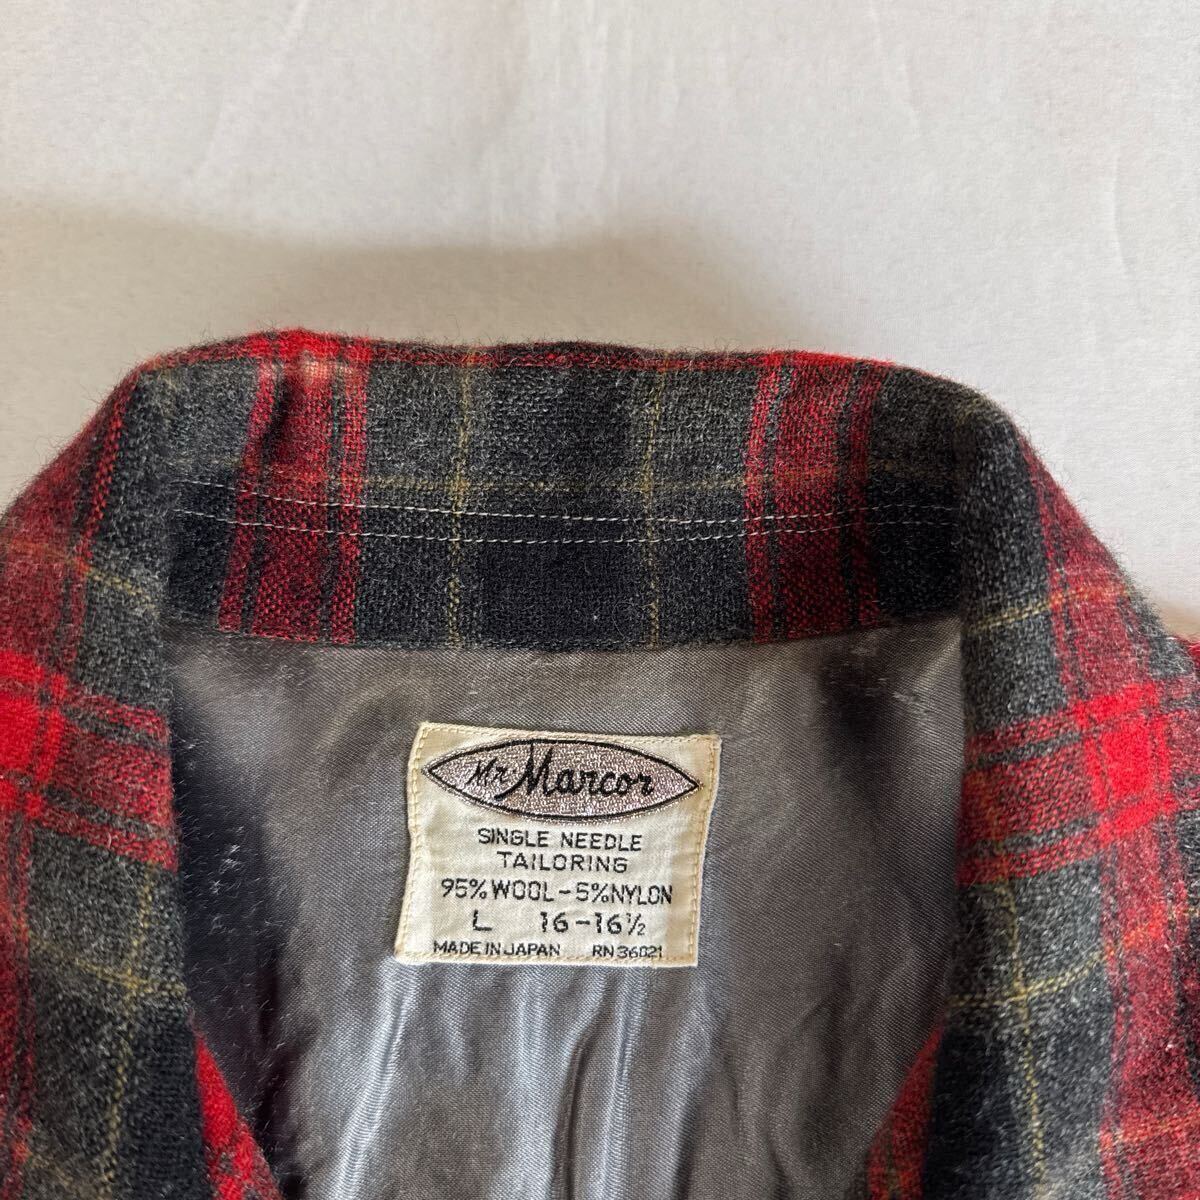 Mr Marcor
SINGLE NEEDLE
TAILORING
95% WOOL-5% NYLON
L 16-16½
MADE IN JAPAN RN 36021